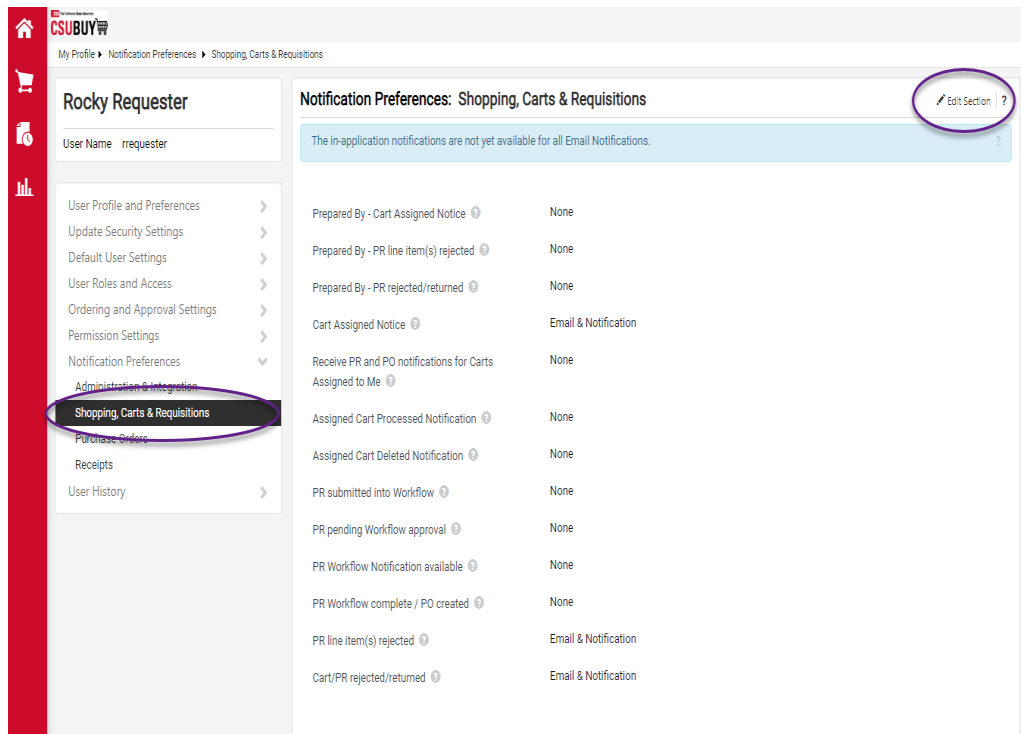 CSUBUY
My Profile Notification Preferences Shopping, Carts & Requisitions
Rocky Requester
User Name rrequester
User Profile and Preferences
Update Security Settings
Default User Settings
User Roles and Access
Ordering and Approval Settings
Permission Settings
Notification Preferences
Administration & Integration
Shopping, Carts & Requisitions
Purchase Orders
Receipts
User History
Notification Preferences: Shopping, Carts & Requisitions
Edit Section ?
The in-application notifications are not yet available for all Email Notifications. ?
Prepared By - Cart Assigned Notice ? None
Prepared By - PR line item(s) rejected ? None
Prepared By - PR rejected/returned ? None
Cart Assigned Notice ? Email & Notification
Receive PR and PO notifications for Carts None
Assigned to Me ?
Assigned Cart Processed Notification ? None
Assigned Cart Deleted Notification ? None
PR submitted into Workflow ? None
PR pending Workflow approval ? None
PR Workflow Notification available ? None
PR Workflow complete / PO created ? None
PR line item(s) rejected ? Email & Notification
Cart/PR rejected/returned ? Email & Notification